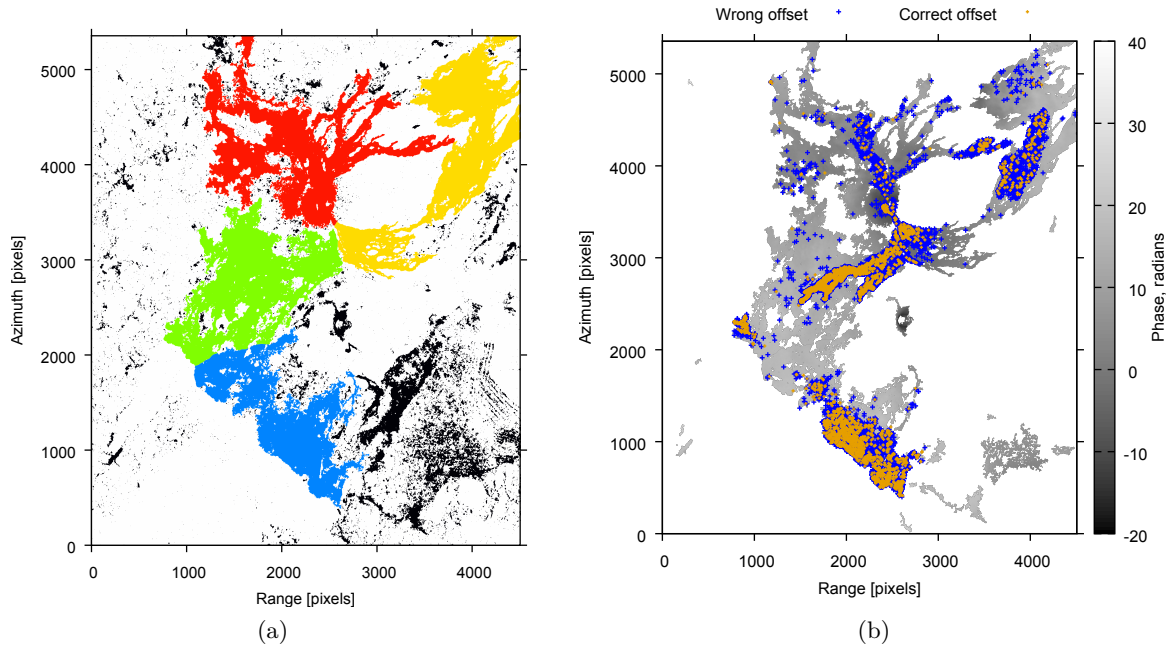 Wrong offset Correct offset
5000
4000
3000
2000
1000
0
Azimuth [pixels]
0 1000 2000 3000 4000
Range [pixels]
(a)
5000
4000
3000
2000
1000
0
Azimuth [pixels]
0 1000 2000 3000 4000
Range [pixels]
40
30
20
10
0
-10
-20
Phase, radians
(b)